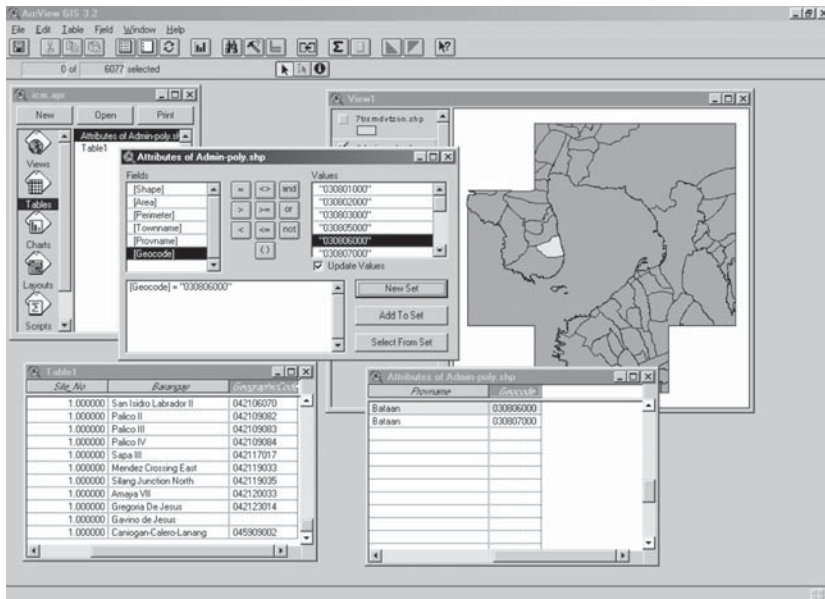 ArcView GIS 3.2
File Edit Table Field Window Help
0 of 6077 selected
icm.apr
New Open Print
Views
Tables
Charts
Layouts
Scripts
Attributes of Admin-poly.sh
Table1
View1
Attributes of Admin-poly.shp
Fields
[Shape]
[Area]
[Perimeter]
[Townname]
[Provname]
[Geocode]
= <> and
> >= or
< <= not
( )
Values
"030801000"
"030802000"
"030803000"
"030805000"
"030806000"
"030807000"
Update Values
[Geocode] = "030806000"
New Set
Add To Set
Select From Set
Table1
Site_No Barangay GeographicCode
1.000000 San Isidro Labrador II 042106070
1.000000 Palico II 042109082
1.000000 Palico III 042109083
1.000000 Palico IV 042109084
1.000000 Sapa III 042117017
1.000000 Mendez Crossing East 042119033
1.000000 Silang Junction North 042119035
1.000000 Amaya VII 042120033
1.000000 Gregoria De Jesus 042123014
1.000000 Gavino de Jesus
1.000000 Caniogan-Calero-Lanang 045909002
Attributes of Admin-poly.shp
Provname Geocode
Bataan 030806000
Bataan 030807000